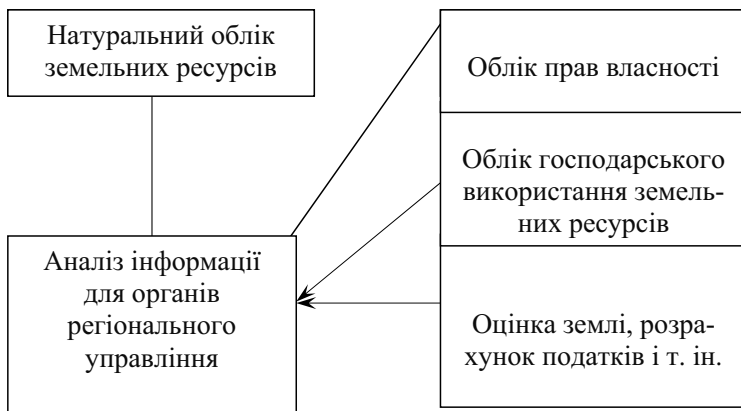 Натуральний облік
земельних ресурсів
Облік прав власності
Облік господарського
використання земель-
них ресурсів
Аналіз інформації
для органів
регіонального
управління
Оцінка землі, розра-
хунок податків і т. ін.